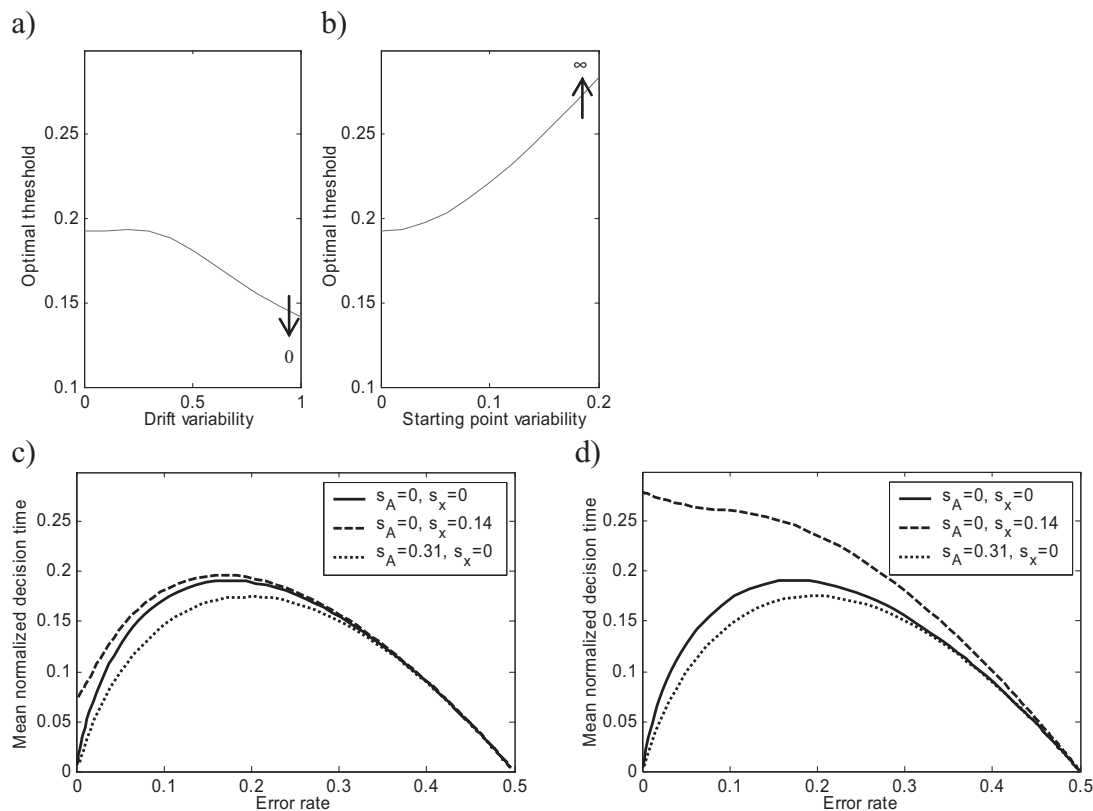 a)
b)
∞
0.25
0.2
0.15
0.1
Optimal threshold
0
0
0.5
1
Drift variability
0.25
0.2
0.15
0.1
Optimal threshold
0
0.1
0.2
Starting point variability
c)
d)
s_A=0, s_x=0
s_A=0, s_x=0.14
s_A=0.31, s_x=0
0.25
0.2
0.15
0.1
0.05
0
Mean normalized decision time
0
0.1
0.2
0.3
0.4
0.5
Error rate
s_A=0, s_x=0
s_A=0, s_x=0.14
s_A=0.31, s_x=0
0.25
0.2
0.15
0.1
0.05
0
Mean normalized decision time
0
0.1
0.2
0.3
0.4
0.5
Error rate